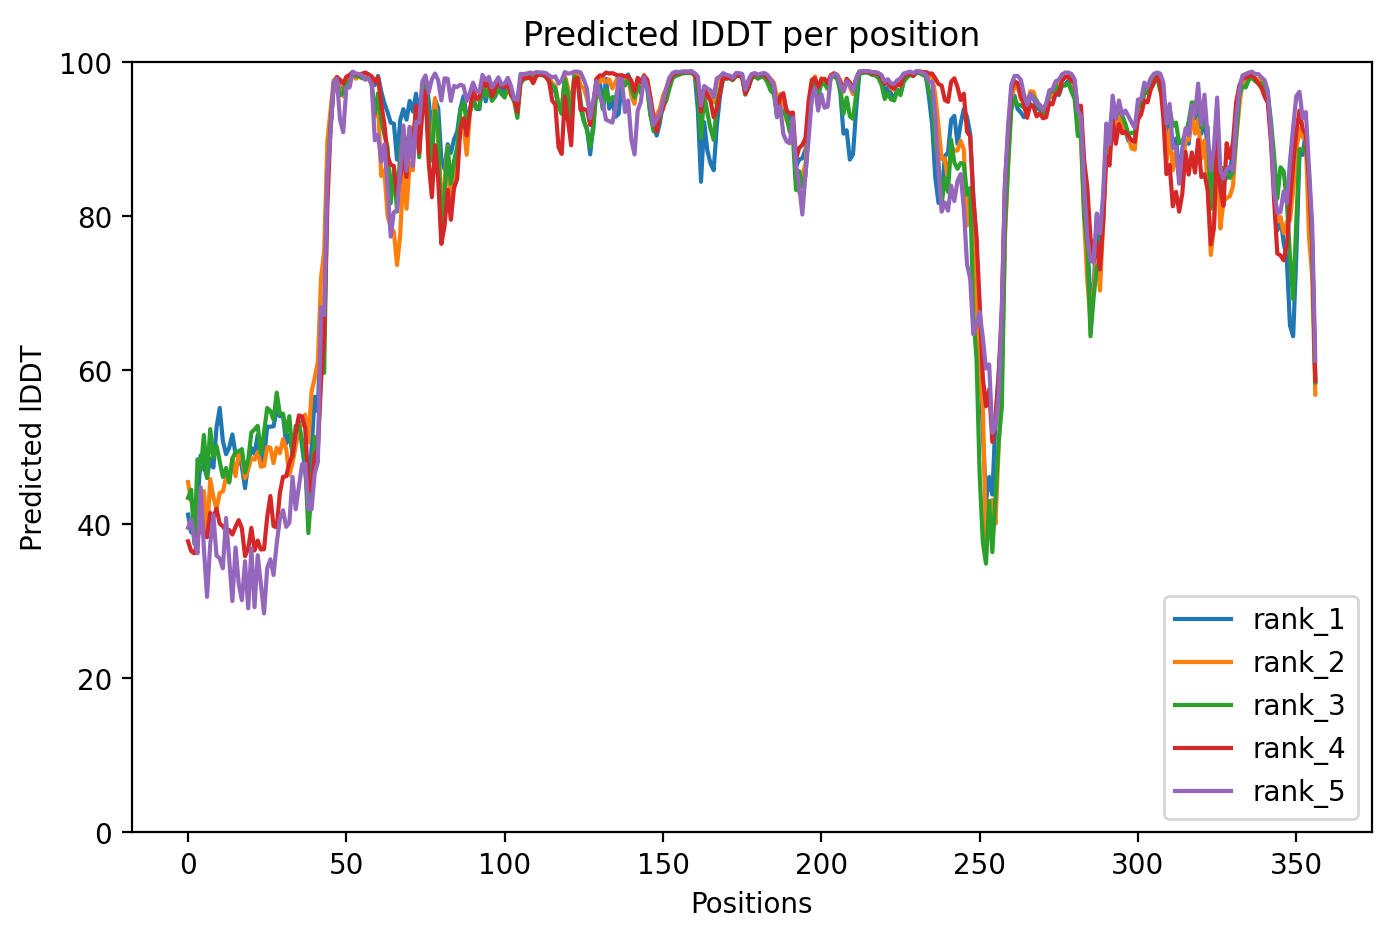 Predicted lDDT per position
100
80
60
40
20
0
Predicted lDDT
0 50 100 150 200 250 300 350
Positions
rank_1
rank_2
rank_3
rank_4
rank_5